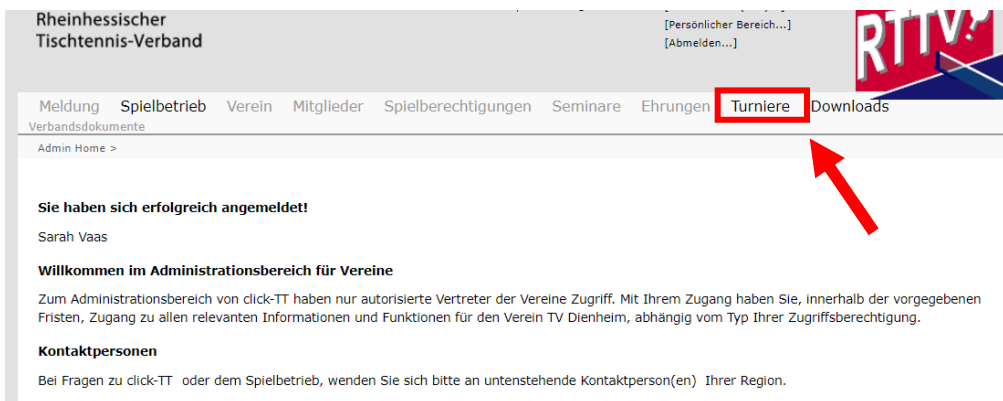 Rheinhessischer
Tischtennis-Verband
[Persönlicher Bereich...]
[Abmelden...]
RTTV?
Meldung Spielbetrieb Verein Mitglieder Spielberechtigungen Seminare Ehrungen Turniere Downloads
Verbandsdokumente
Admin Home >
Sie haben sich erfolgreich angemeldet!
Sarah Vaas
Willkommen im Administrationsbereich für Vereine
Zum Administrationsbereich von click-TT haben nur autorisierte Vertreter der Vereine Zugriff. Mit Ihrem Zugang haben Sie, innerhalb der vorgegebenen
Fristen, Zugang zu allen relevanten Informationen und Funktionen für den Verein TV Dienheim, abhängig vom Typ Ihrer Zugriffsberechtigung.
Kontaktpersonen
Bei Fragen zu click-TT oder dem Spielbetrieb, wenden Sie sich bitte an untenstehende Kontaktperson(en) Ihrer Region.